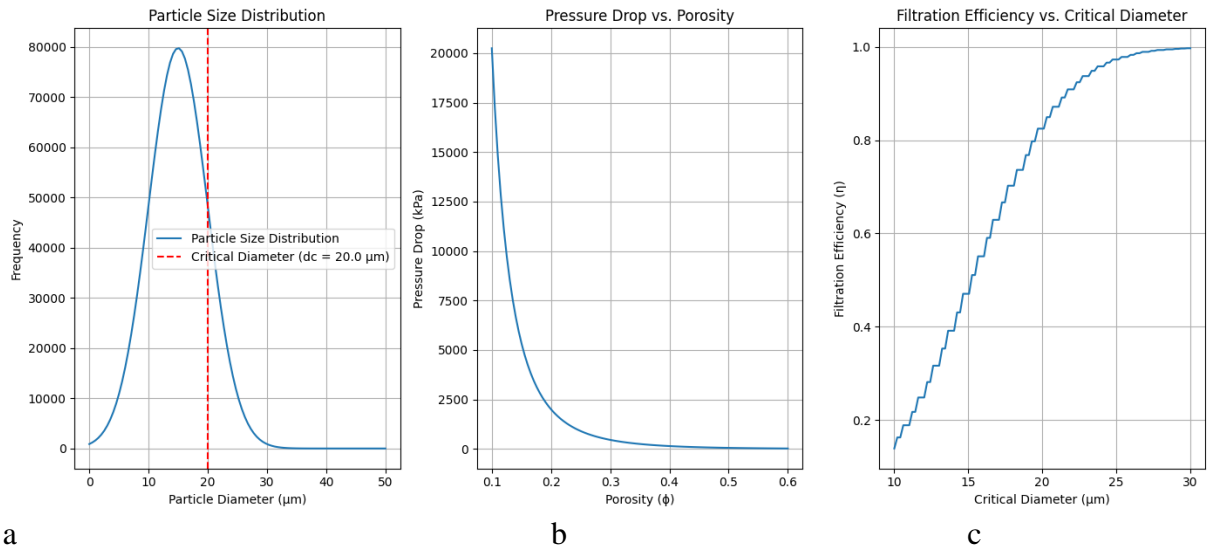 Particle Size Distribution
80000
70000
60000
50000
40000
30000
20000
10000
0
Frequency
Particle Size Distribution
Critical Diameter (dc = 20.0 μm)
0 10 20 30 40 50
Particle Diameter (μm)
a
Pressure Drop vs. Porosity
20000
17500
15000
12500
10000
7500
5000
2500
0
Pressure Drop (kPa)
0.1 0.2 0.3 0.4 0.5 0.6
Porosity (ϕ)
b
Filtration Efficiency vs. Critical Diameter
1.0
0.8
0.6
0.4
0.2
Filtration Efficiency (η)
10 15 20 25 30
Critical Diameter (μm)
c